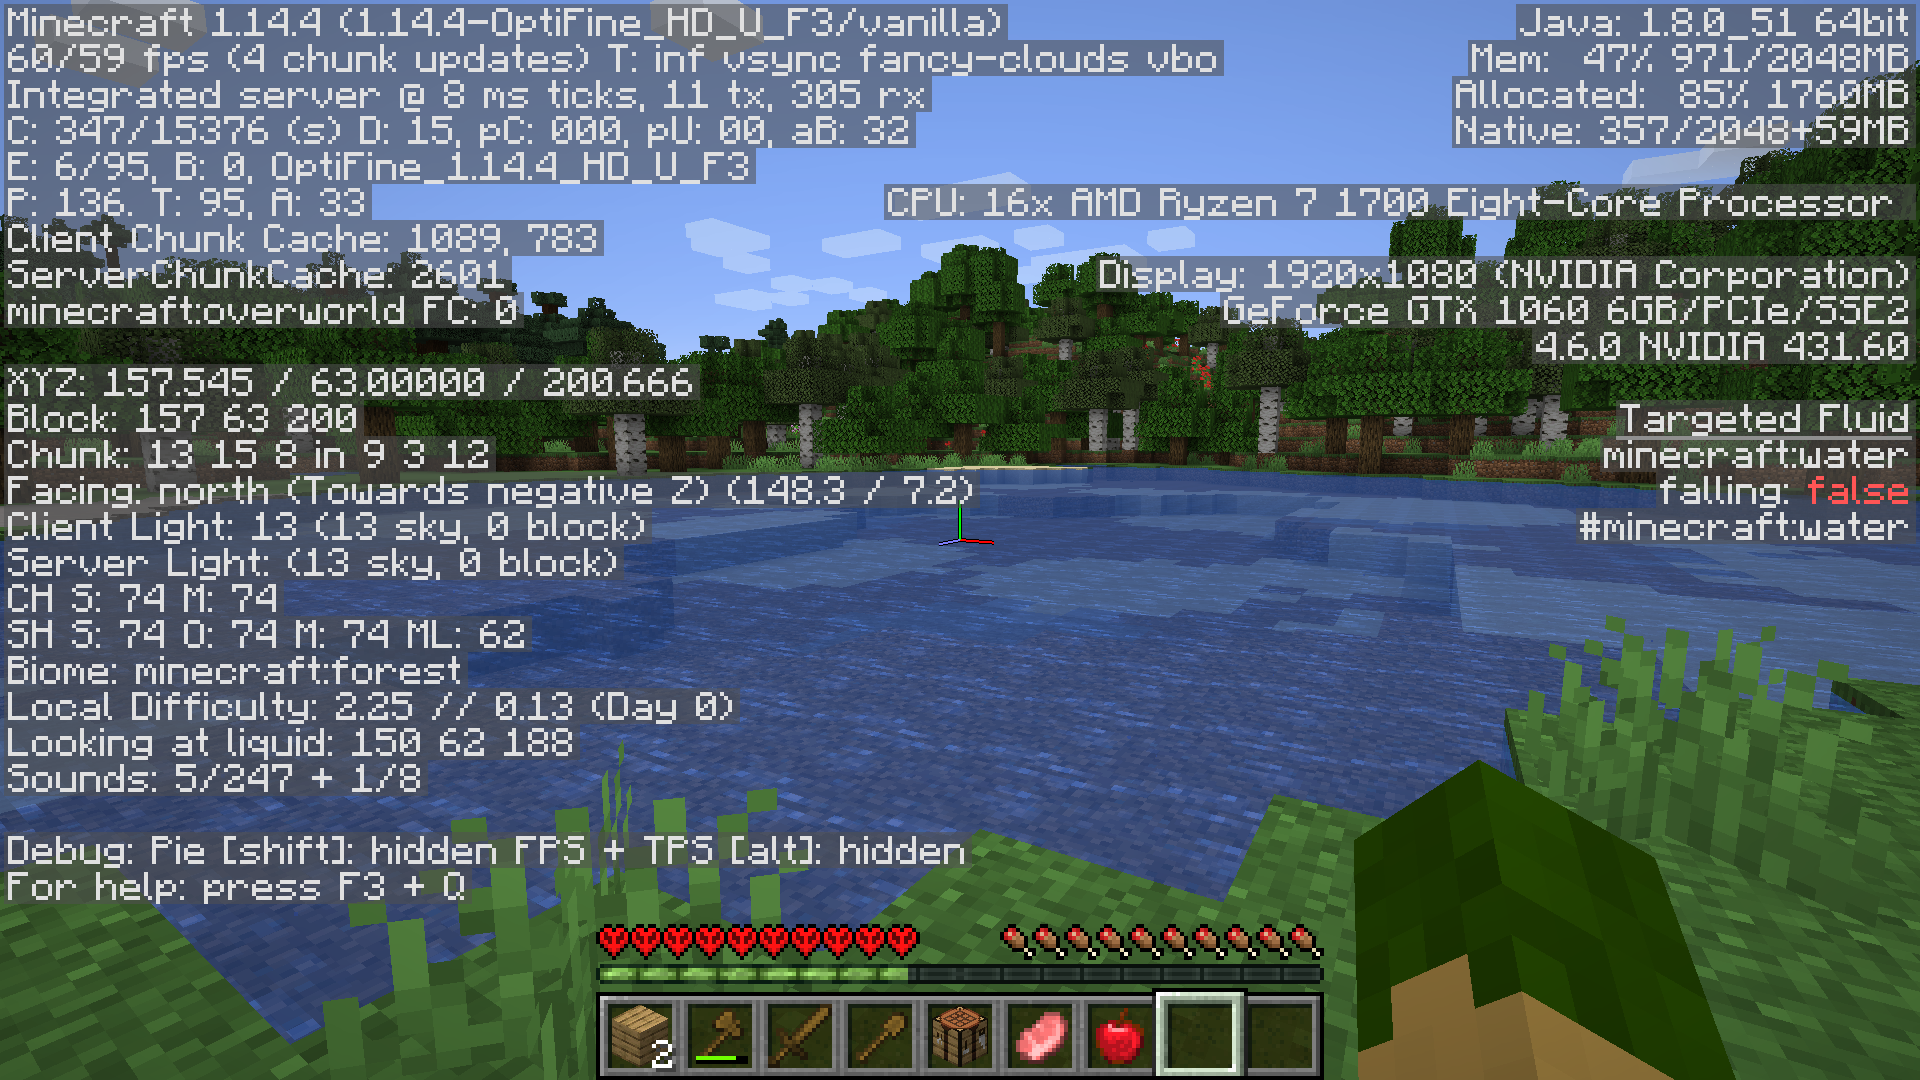 Minecraft 1.14.4 (1.14.4-OptiFine_HD_U_F3/vanilla)
60/59 fps (4 chunk updates) T: inf vsync fancy-clouds vbo
Integrated server @ 8 ms ticks, 11 tx, 305 rx
C: 347/15376 (s) D: 15, pC: 000, pU: 00, aB: 32
E: 6/95, B: 0, OptiFine_1.14.4_HD_U_F3
P: 136. T: 95, A: 33
Client Chunk Cache: 1089, 783
ServerChunkCache: 2601
minecraft:overworld FC: 0
XYZ: 157.545 / 63.00000 / 200.666
Block: 157 63 200
Chunk: 13 15 8 in 9 3 12
Facing: north (Towards negative Z) (148.3 / 7.2)
Client Light: 13 (13 sky, 0 block)
Server Light: (13 sky, 0 block)
CH S: 74 M: 74
SH S: 74 O: 74 M: 74 ML: 62
Biome: minecraft:forest
Local Difficulty: 2.25 // 0.13 (Day 0)
Looking at liquid: 150 62 188
Sounds: 5/247 + 1/8
Debug: Pie [shift]: hidden FPS + TPS [alt]: hidden
For help: press F3 + Q
Java: 1.8.0_51 64bit
Mem: 47% 971/2048MB
Allocated: 85% 1760MB
Native: 357/2048+59MB
CPU: 16x AMD Ryzen 7 1700 Eight-Core Processor
Display: 1920x1080 (NVIDIA Corporation)
GeForce GTX 1060 6GB/PCIe/SSE2
4.6.0 NVIDIA 431.60
Targeted Fluid
minecraft:water
falling: false
#minecraft:water
2